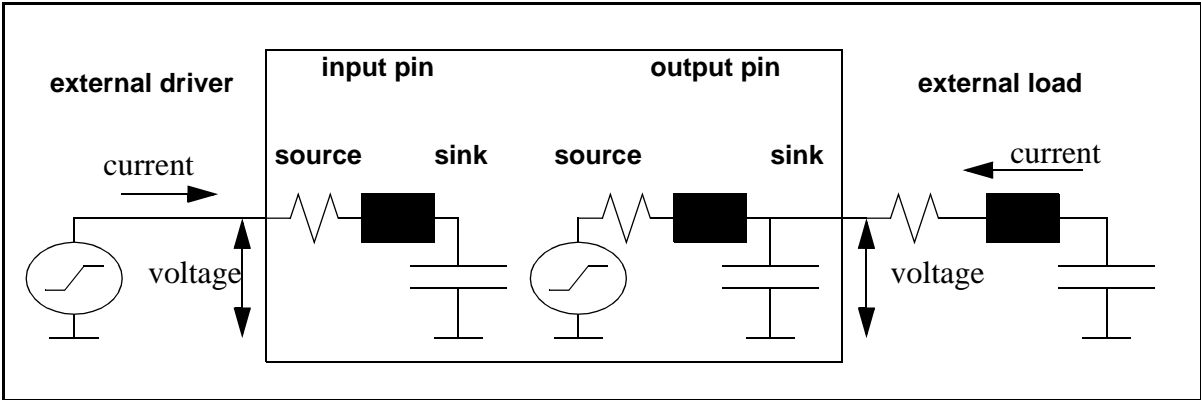 input pin
output pin
external driver
external load
source
sink
source
sink
current
current
voltage
voltage